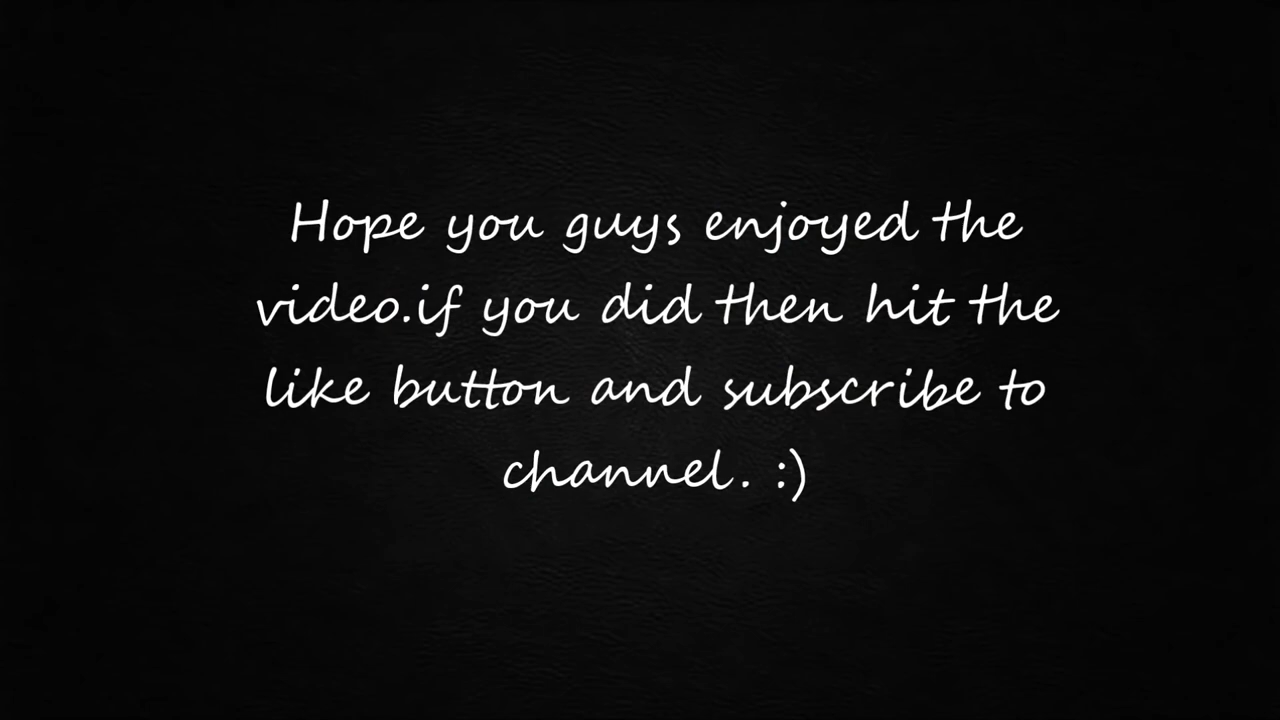 Hope you guys enjoyed the
video.if you did then hit the
like button and subscribe to
channel. :)